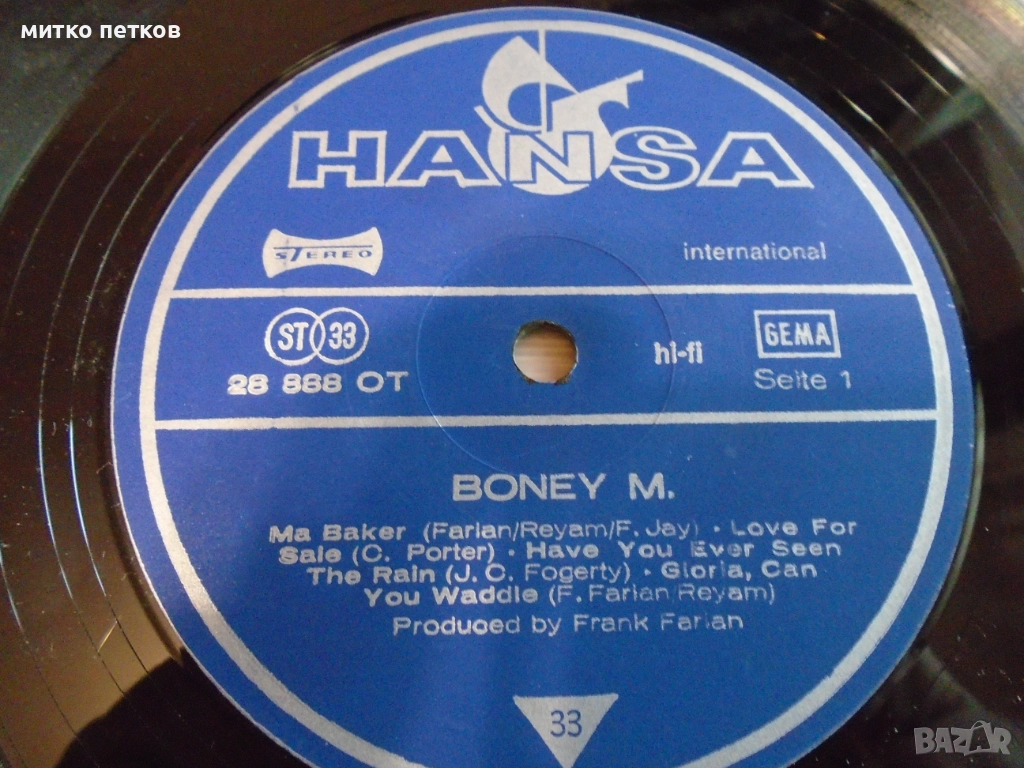 митко петков
HANSA
STEREO
international
ST 33
hi-fi
GEMA
28 888 OT
Seite 1
BONEY M.
Ma Baker (Farian/Reyam/F. Jay) · Love For
Sale (C. Porter) · Have You Ever Seen
The Rain (J. C. Fogerty) · Gloria, Can
You Waddle (F. Farian/Reyam)
Produced by Frank Farian
33
BAZAR